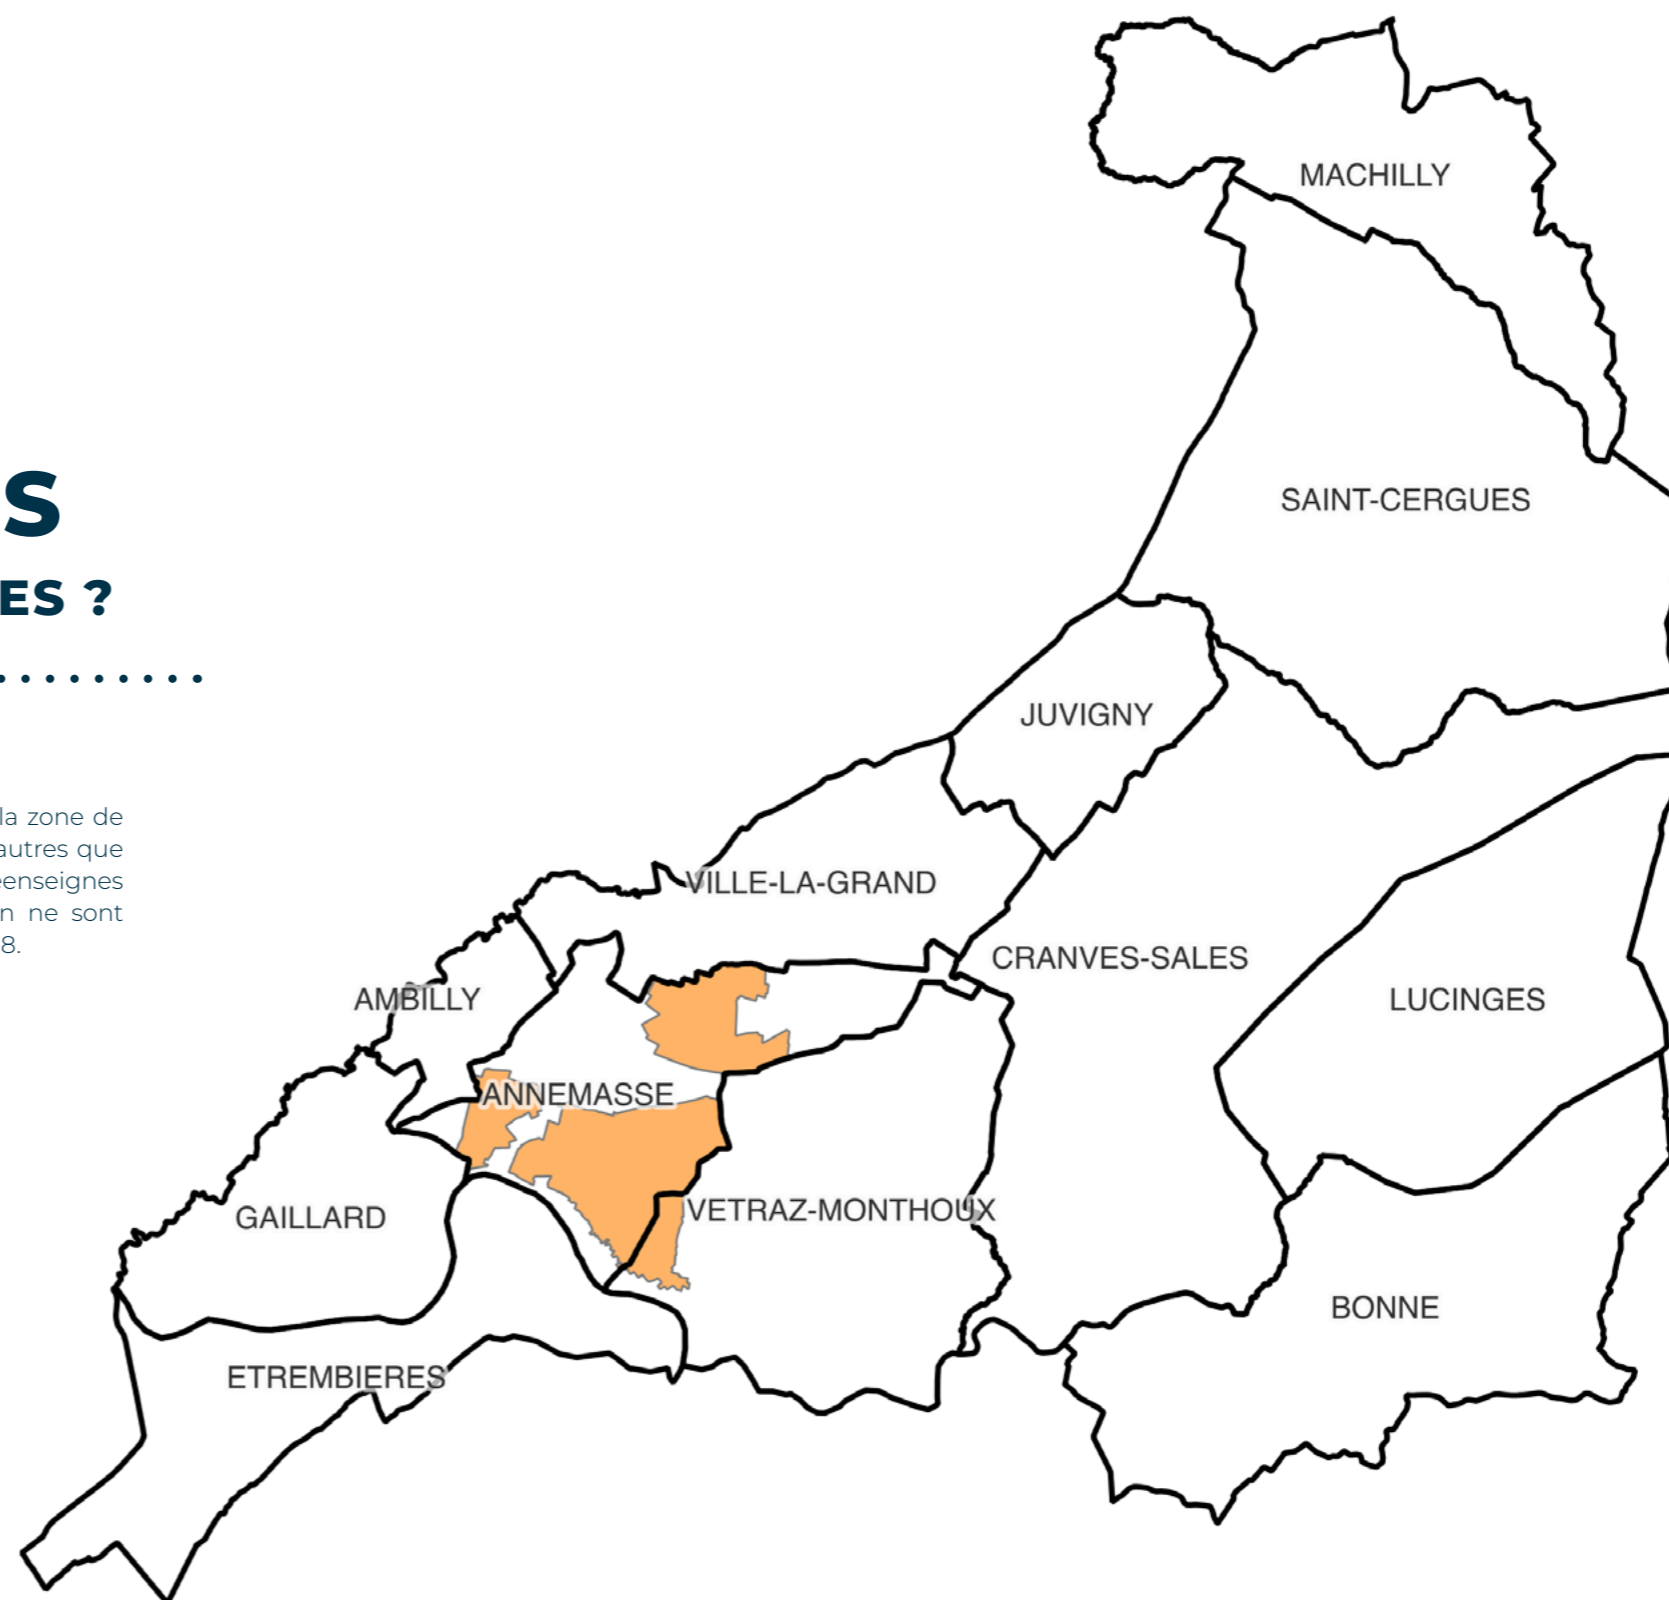 S
ES ?
la zone de
autres que
enseignes
n ne sont
8.
MACHILLY
SAINT-CERGUES
JUVIGNY
VILLE-LA-GRAND
CRANVES-SALES
AMBILLY
LUCINGES
ANNEMASSE
GAILLARD
VETRAZ-MONTHOUX
BONNE
ETREMBIERES